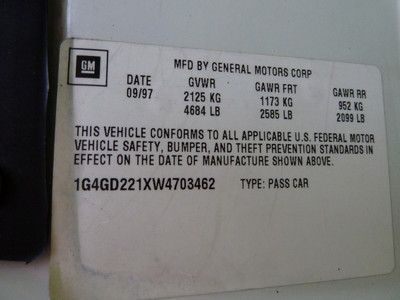 GM
MFD BY GENERAL MOTORS CORP
DATE GVWR GAWR FRT GAWR RR
09/97 2125 KG 1173 KG 952 KG
4684 LB 2585 LB 2099 LB
THIS VEHICLE CONFORMS TO ALL APPLICABLE U.S. FEDERAL MOTOR
VEHICLE SAFETY, BUMPER, AND THEFT PREVENTION STANDARDS IN
EFFECT ON THE DATE OF MANUFACTURE SHOWN ABOVE.
1G4GD221XW4703462 TYPE: PASS CAR